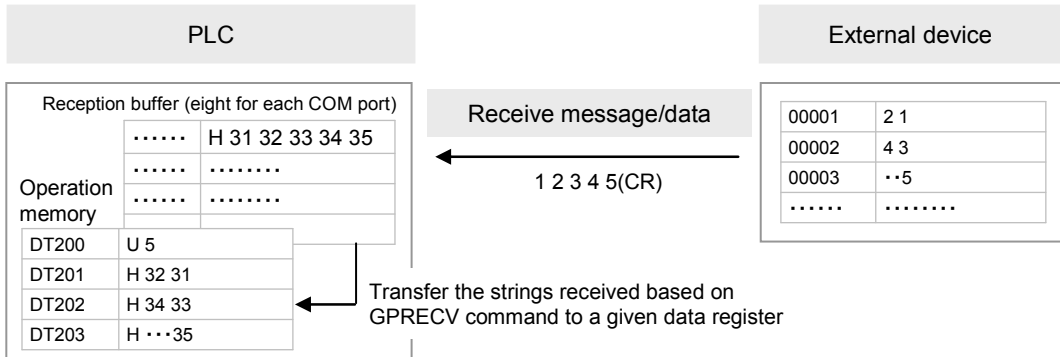 PLC
External device
Reception buffer (eight for each COM port)
······ H 31 32 33 34 35
······ ········
······ ········
Operation
memory
DT200 U 5
DT201 H 32 31
DT202 H 34 33
DT203 H ···35
Receive message/data
1 2 3 4 5(CR)
Transfer the strings received based on
GPRECV command to a given data register
00001 2 1
00002 4 3
00003 ··5
······ ········